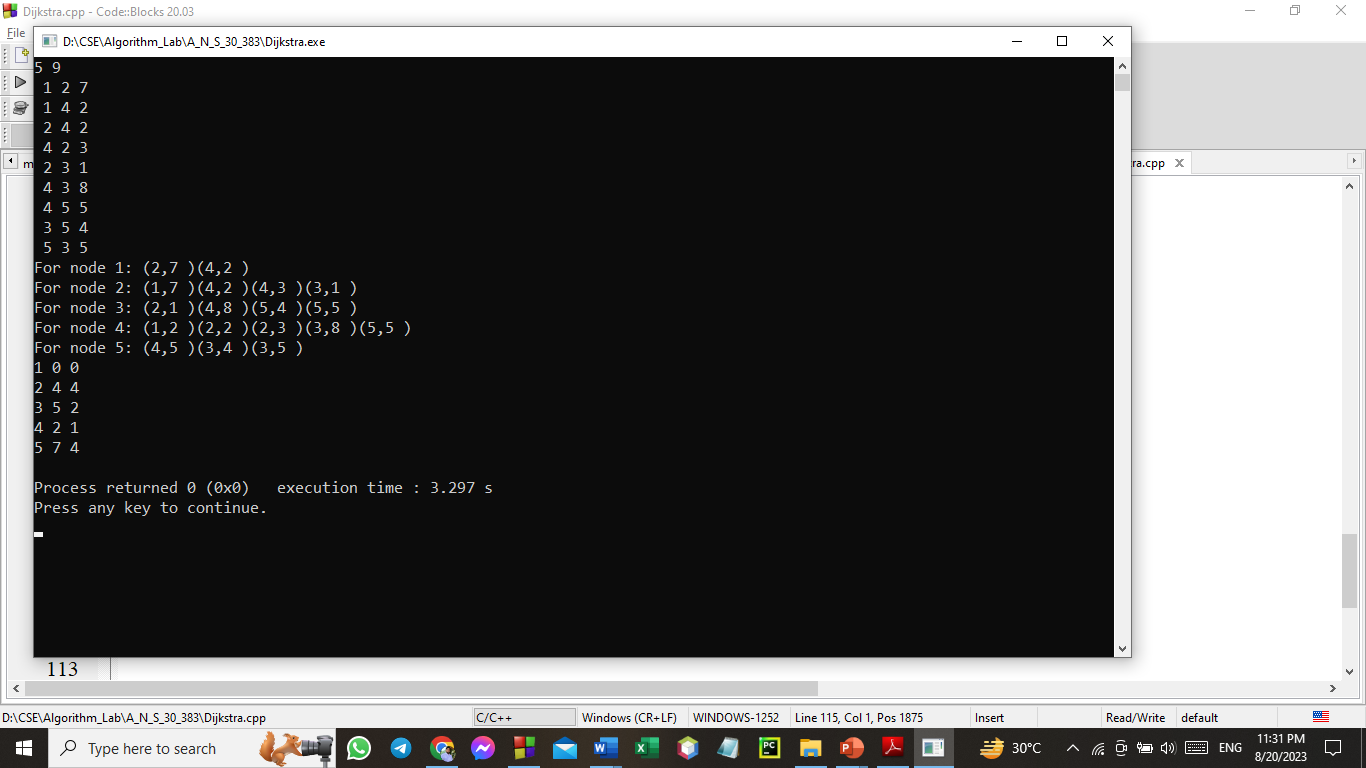 Dijkstra.cpp - Code::Blocks 20.03
File
D:\CSE\Algorithm_Lab\A_N_S_30_383\Dijkstra.exe
5 9
1 2 7
1 4 2
2 4 2
4 2 3
2 3 1
4 3 8
4 5 5
3 5 4
5 3 5
For node 1: (2,7 )(4,2 )
For node 2: (1,7 )(4,2 )(4,3 )(3,1 )
For node 3: (2,1 )(4,8 )(5,4 )(5,5 )
For node 4: (1,2 )(2,2 )(2,3 )(3,8 )(5,5 )
For node 5: (4,5 )(3,4 )(3,5 )
1 0 0
2 4 4
3 5 2
4 2 1
5 7 4
Process returned 0 (0x0)   execution time : 3.297 s
Press any key to continue.
m
ra.cpp
113
D:\CSE\Algorithm_Lab\A_N_S_30_383\Dijkstra.cpp C/C++ Windows (CR+LF) WINDOWS-1252 Line 115, Col 1, Pos 1875 Insert Read/Write default
Type here to search
PC
30°C
ENG
11:31 PM
8/20/2023